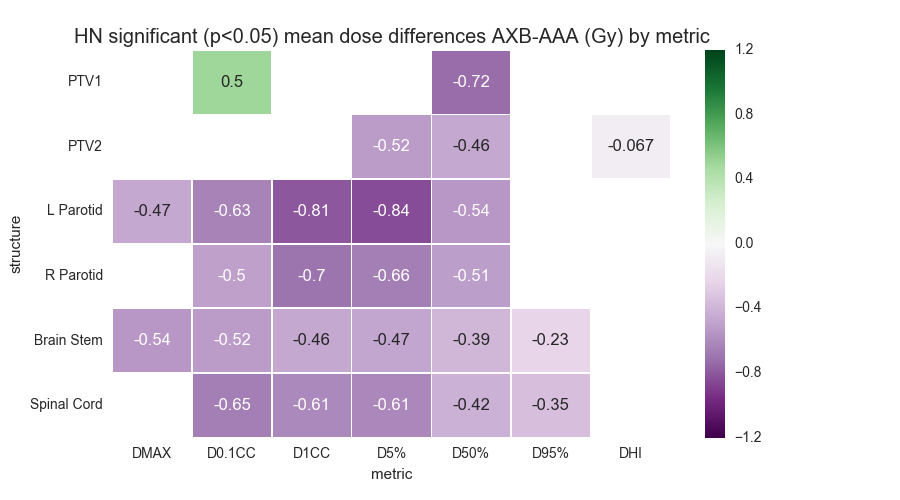 HN significant (p<0.05) mean dose differences AXB-AAA (Gy) by metric
PTV1 0.5 -0.72
PTV2 -0.52 -0.46 -0.067
L Parotid -0.47 -0.63 -0.81 -0.84 -0.54
R Parotid -0.5 -0.7 -0.66 -0.51
Brain Stem -0.54 -0.52 -0.46 -0.47 -0.39 -0.23
Spinal Cord -0.65 -0.61 -0.61 -0.42 -0.35
DMAX D0.1CC D1CC D5% D50% D95% DHI
metric
structure
1.2
0.8
0.4
0.0
−0.4
−0.8
−1.2